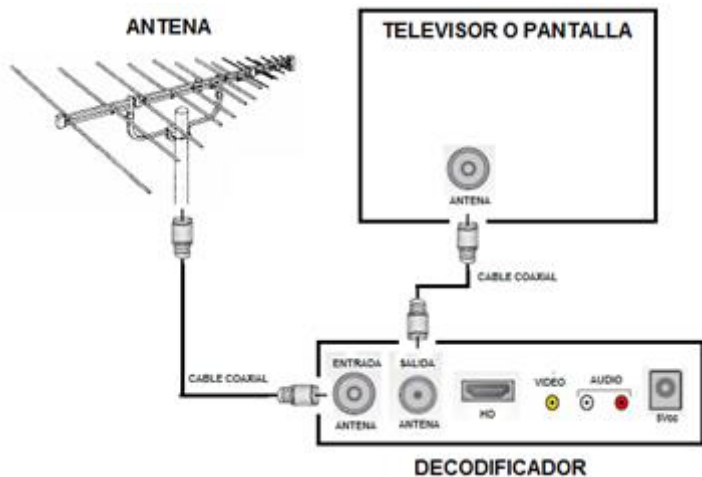 ANTENA
TELEVISOR O PANTALLA
ANTENA
CABLE COAXIAL
CABLE COAXIAL
ENTRADA
SALIDA
ANTENA
ANTENA
HD
VIDEO
AUDIO
DECODIFICADOR